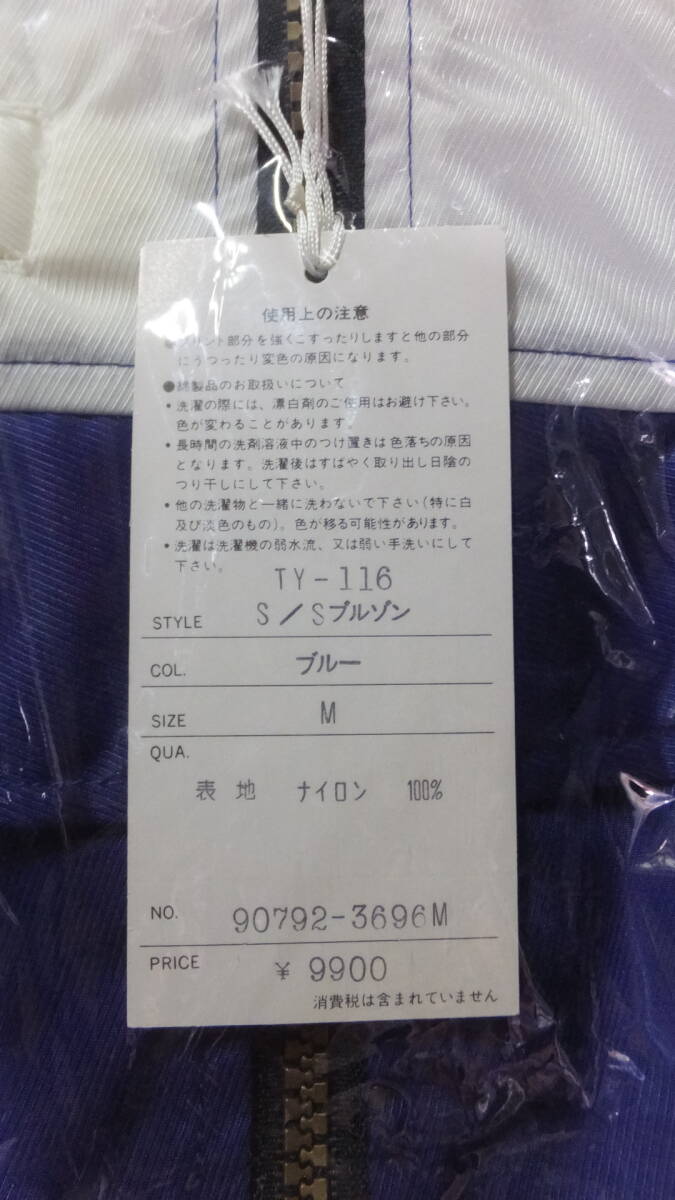 使用上の注意
●プリント部分を強くこすったりしますと他の部分
にうつったり変色の原因になります。
●綿製品のお取扱いについて
・洗濯の際には、漂白剤のご使用はお避け下さい。
色が変わることがあります。
・長時間の洗剤溶液中のつけ置きは色落ちの原因
となります。洗濯後はすばやく取り出し日陰の
つり干しにして下さい。
・他の洗濯物と一緒に洗わないで下さい(特に白
及び淡色のもの)。色が移る可能性があります。
・洗濯は洗濯機の弱水流、又は弱い手洗いにして
下さい。
TY-116
STYLE S/Sブルゾン
COL. ブルー
SIZE M
QUA.
表地 ナイロン 100%
NO. 90792-3696M
PRICE ¥9900
消費税は含まれていません